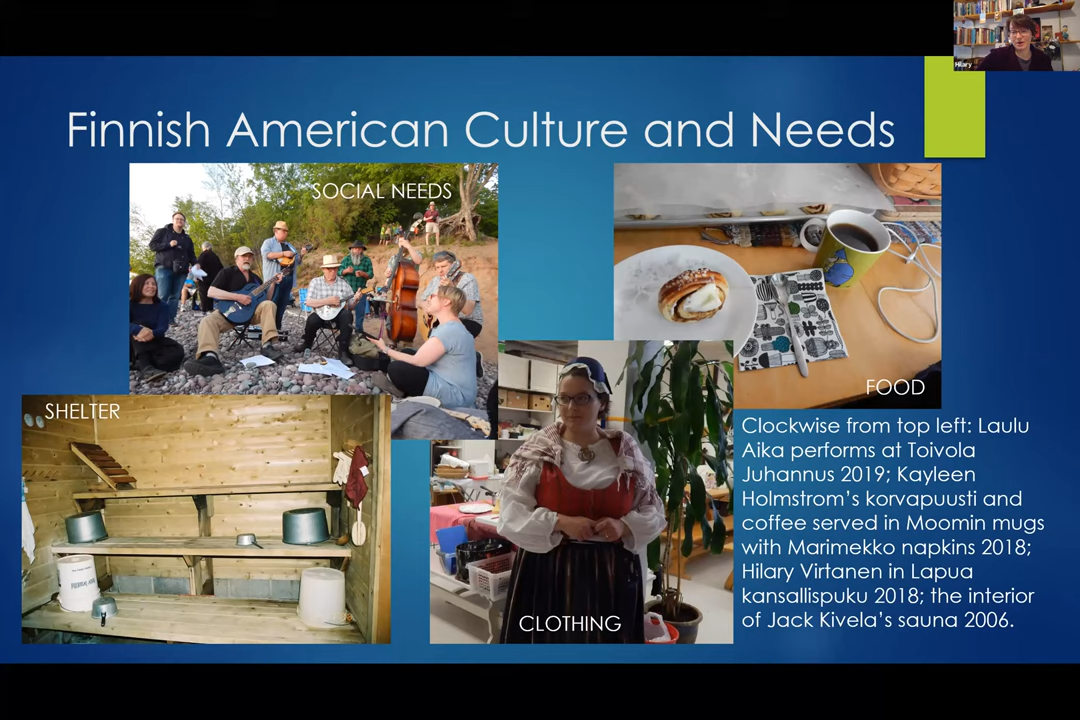 Hilary
Finnish American Culture and Needs
SOCIAL NEEDS
FOOD
SHELTER
CLOTHING
Clockwise from top left: Laulu
Aika performs at Toivola
Juhannus 2019; Kayleen
Holmstrom's korvapuusti and
coffee served in Moomin mugs
with Marimekko napkins 2018;
Hilary Virtanen in Lapua
kansallispuku 2018; the interior
of Jack Kivela's sauna 2006.